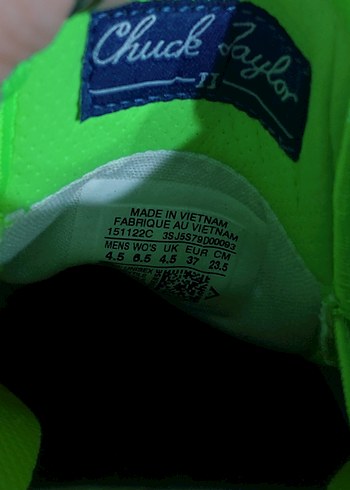 Chuck Taylor
II
MADE IN VIETNAM
FABRIQUE AU VIETNAM
151122C 3SJ5S79D00093
MENS WO'S UK EUR CM
4.5 6.5 4.5 37 23.5